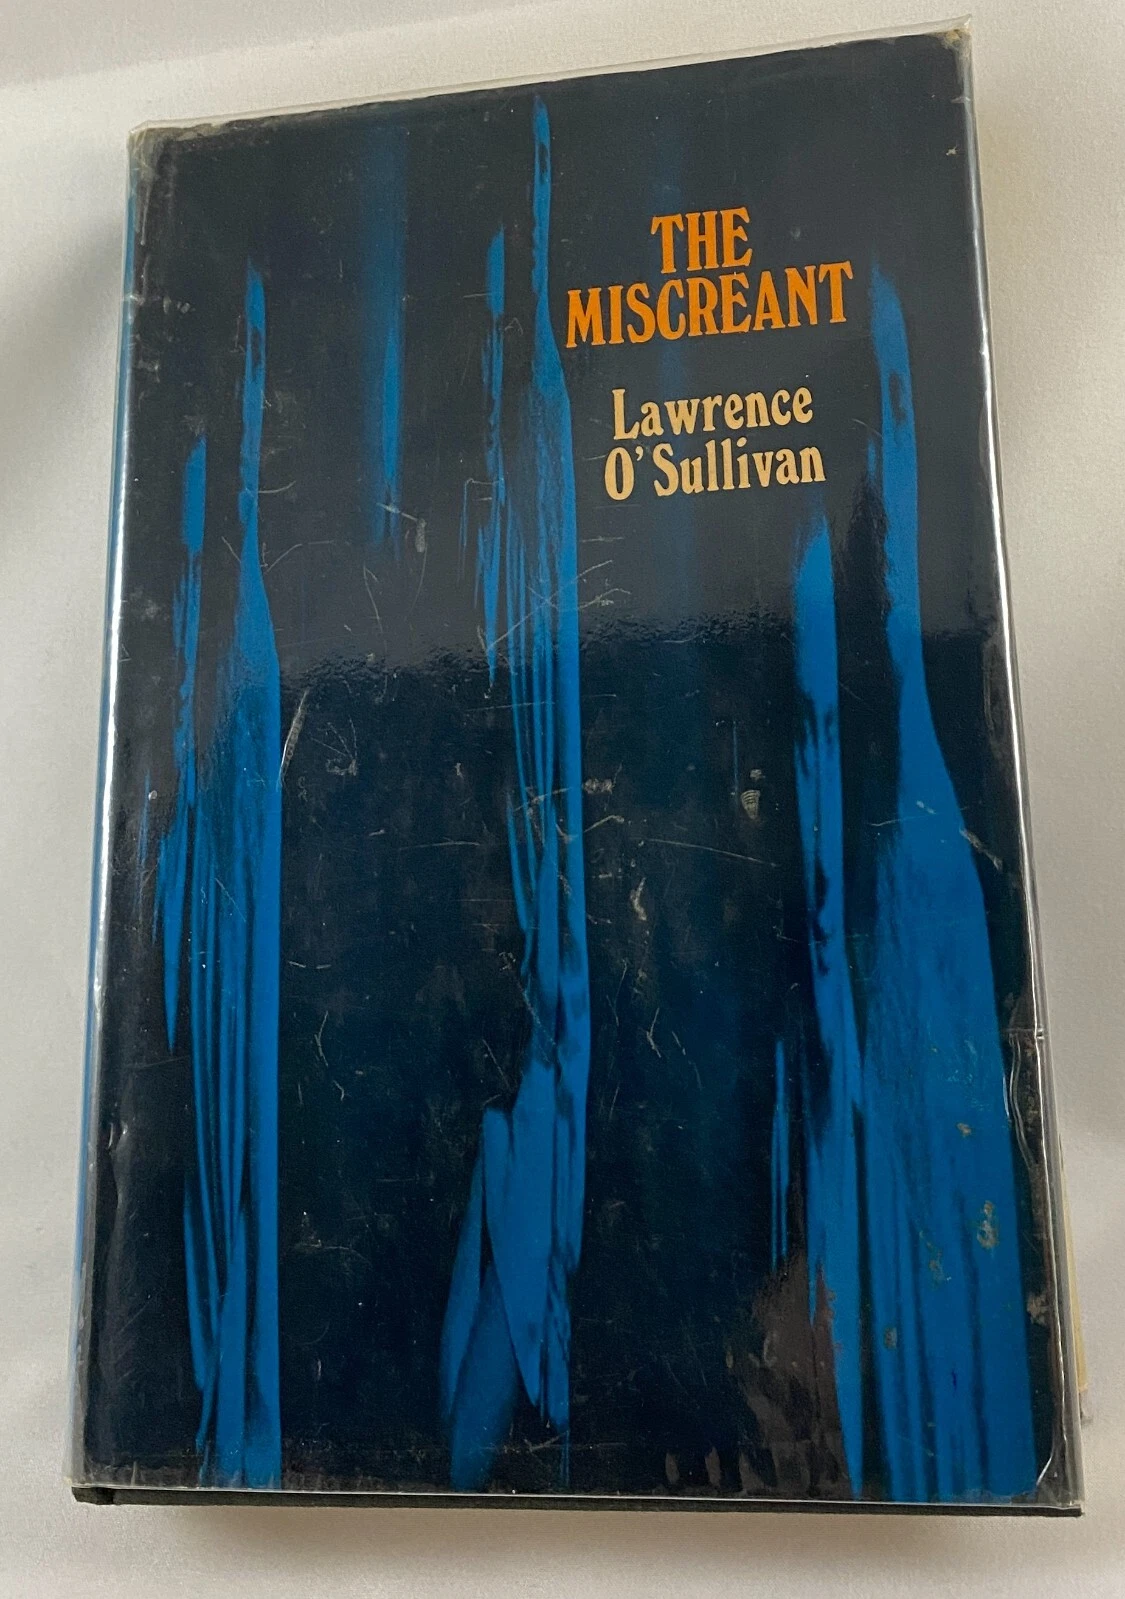 THE
MISCREANT
Lawrence
O'Sullivan